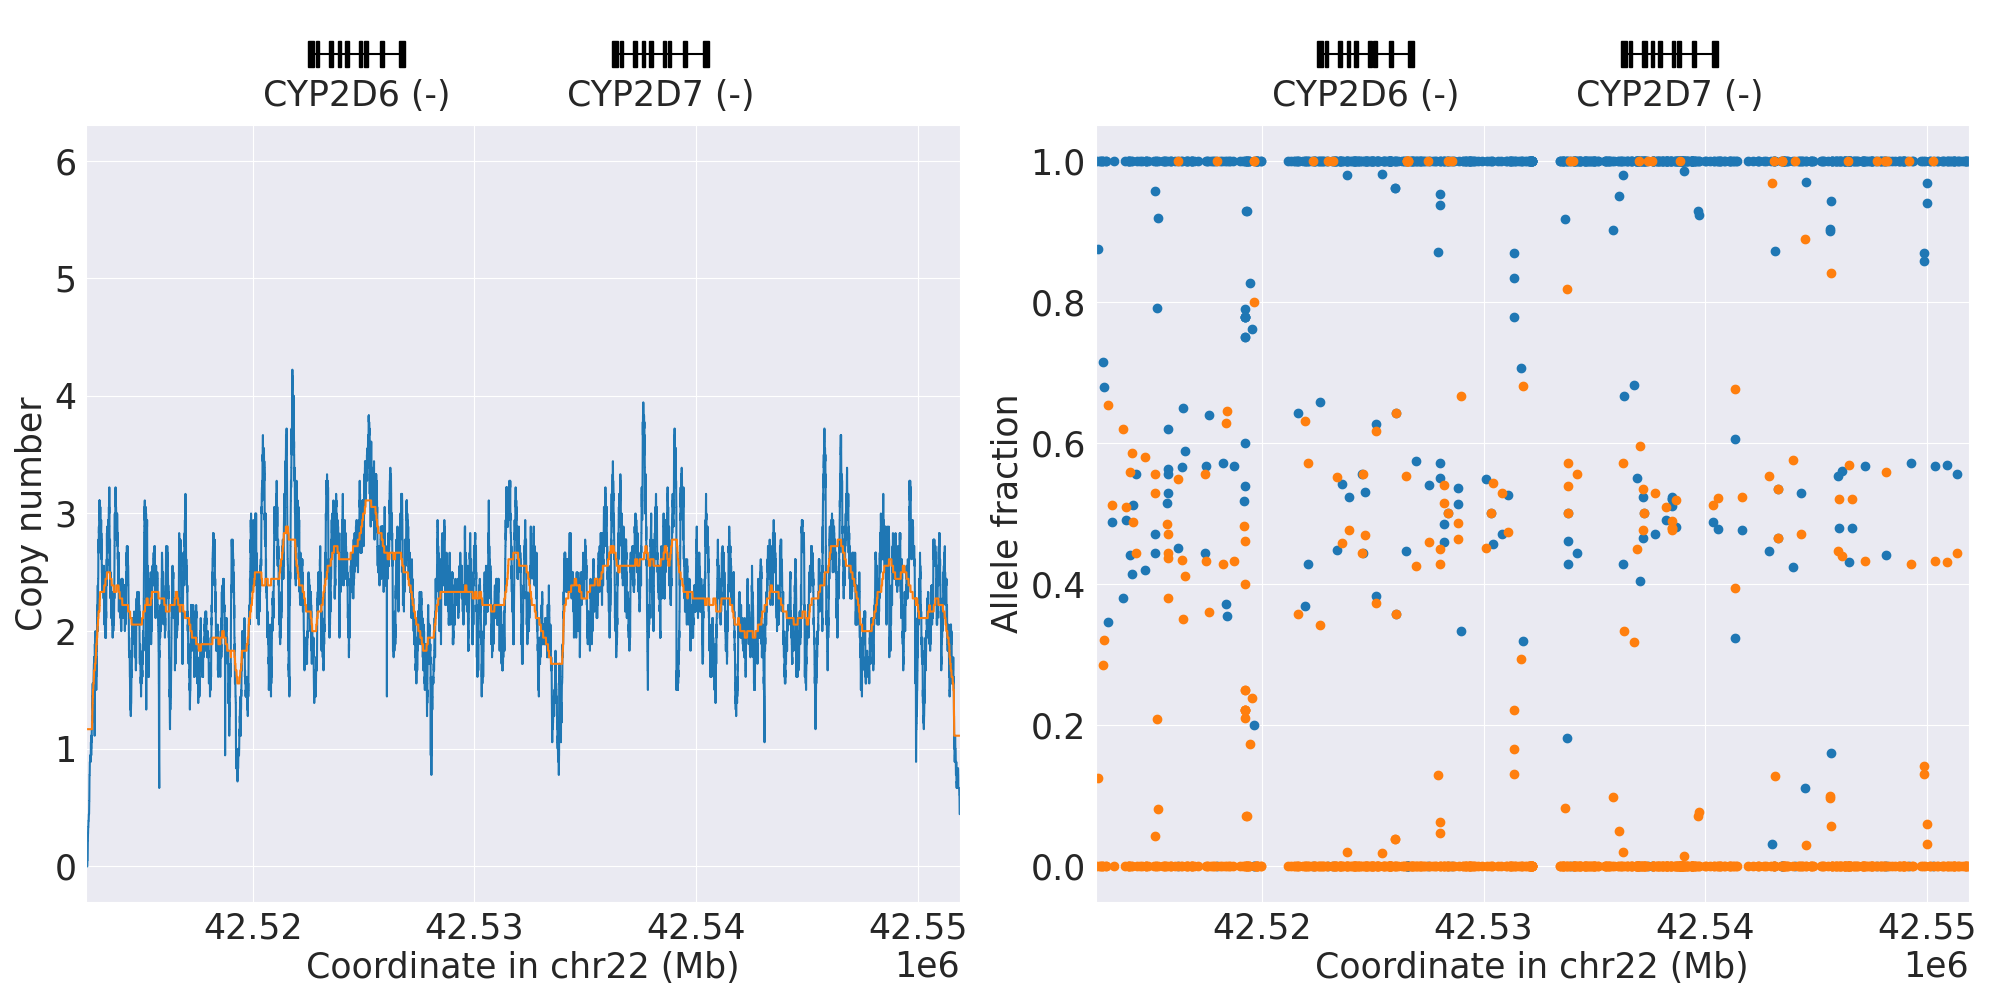 CYP2D6 (-) CYP2D7 (-)
6
5
4
3
2
1
0
Copy number
42.52 42.53 42.54 42.55
Coordinate in chr22 (Mb) 1e6
CYP2D6 (-) CYP2D7 (-)
1.0
0.8
0.6
0.4
0.2
0.0
Allele fraction
42.52 42.53 42.54 42.55
Coordinate in chr22 (Mb) 1e6